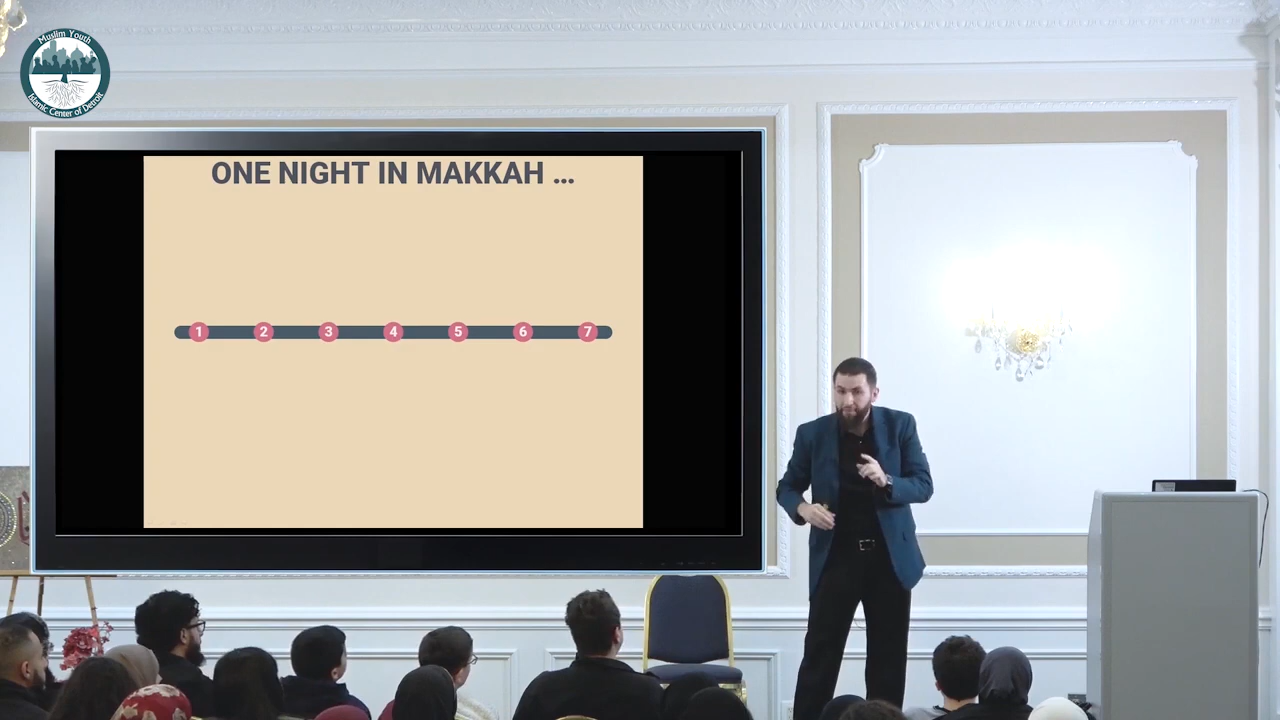 Muslim Youth
Islamic Center of Detroit
ONE NIGHT IN MAKKAH ...
1 2 3 4 5 6 7